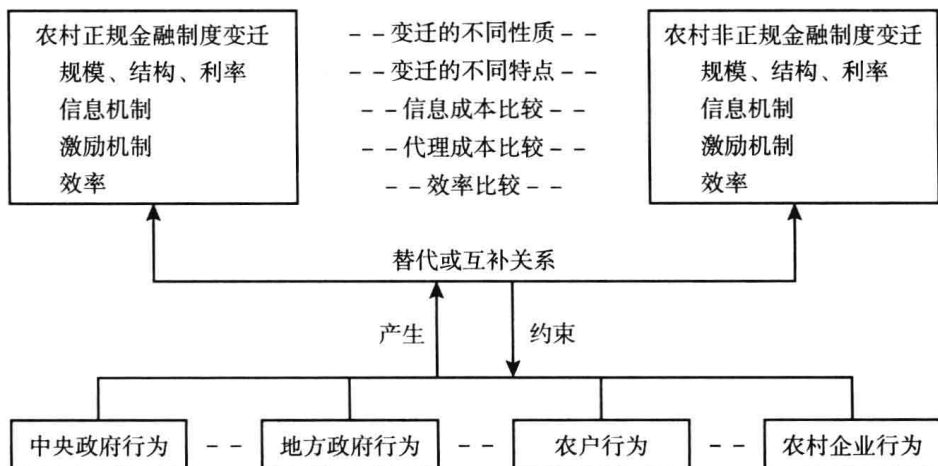 农村正规金融制度变迁
规模、结构、利率
信息机制
激励机制
效率
- - 变迁的不同性质 - -
- - 变迁的不同特点 - -
- - 信息成本比较 - -
- - 代理成本比较 - -
- - 效率比较 - -
农村非正规金融制度变迁
规模、结构、利率
信息机制
激励机制
效率
替代或互补关系
产生
约束
中央政府行为 - - 地方政府行为 - - 农户行为 - - 农村企业行为